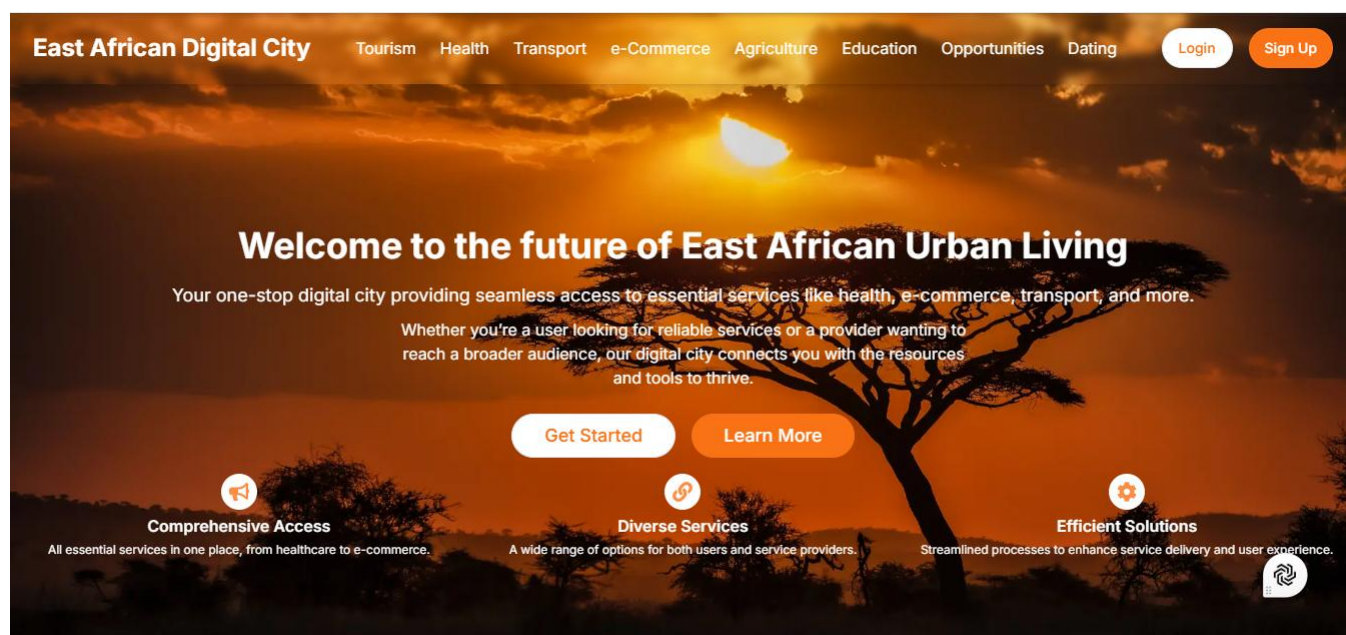 East African Digital City
Tourism Health Transport e-Commerce Agriculture Education Opportunities Dating
Login
Sign Up
Welcome to the future of East African Urban Living
Your one-stop digital city providing seamless access to essential services like health, e-commerce, transport, and more.
Whether you're a user looking for reliable services or a provider wanting to
reach a broader audience, our digital city connects you with the resources
and tools to thrive.
Get Started
Learn More
Comprehensive Access
All essential services in one place, from healthcare to e-commerce.
Diverse Services
A wide range of options for both users and service providers.
Efficient Solutions
Streamlined processes to enhance service delivery and user experience.